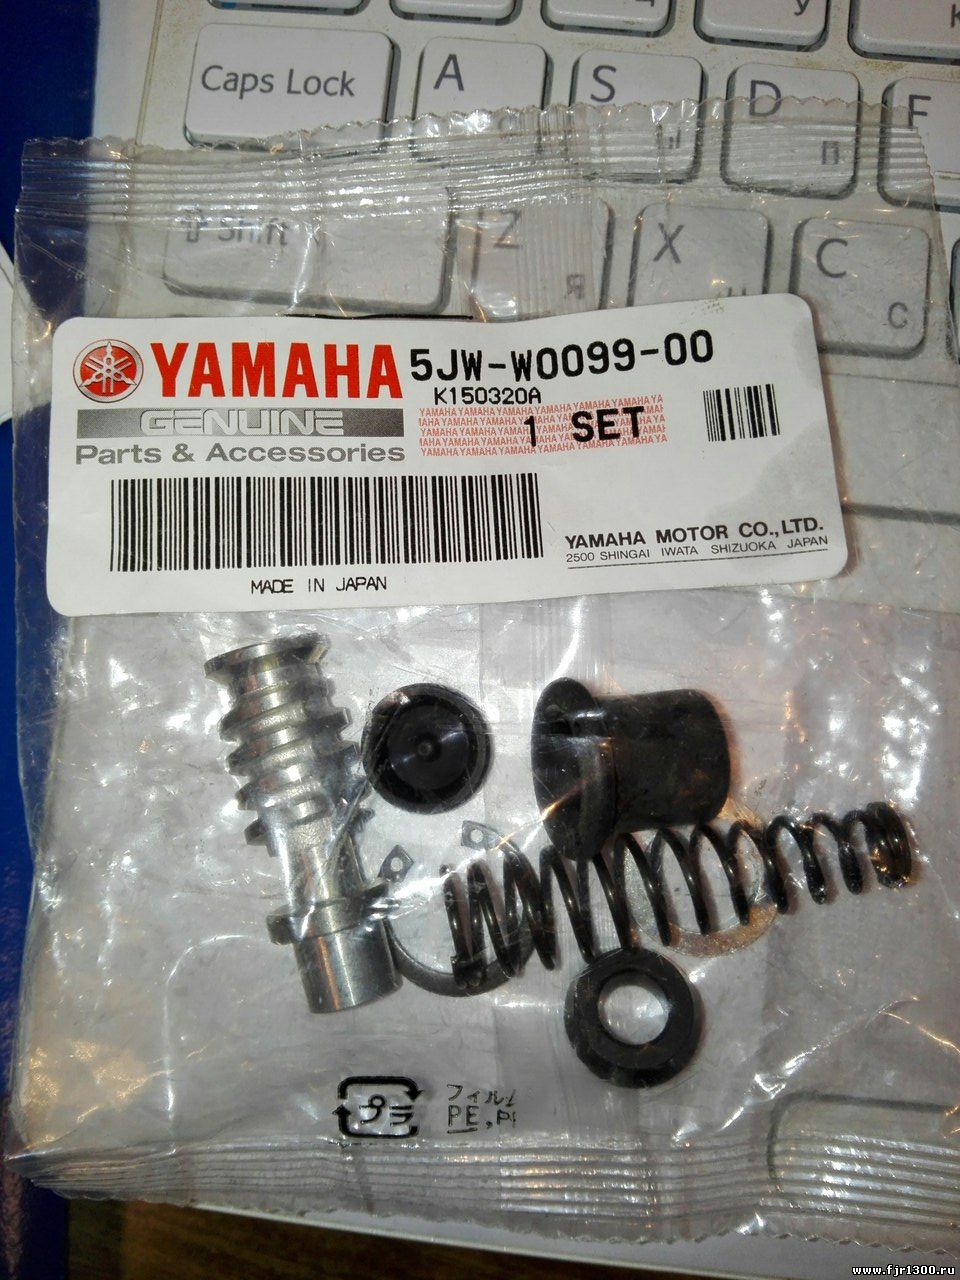 У
К
Caps Lock
A
S
D
F
П
Shift
Z
X
C
Я
С
YAMAHA
5JW-W0099-00
K150320A
GENUINE
1 SET
Parts & Accessories
YAMAHA MOTOR CO.,LTD.
2500 SHINGAI IWATA SHIZUOKA JAPAN
MADE IN JAPAN
プラ
PE
www.fjr1300.ru